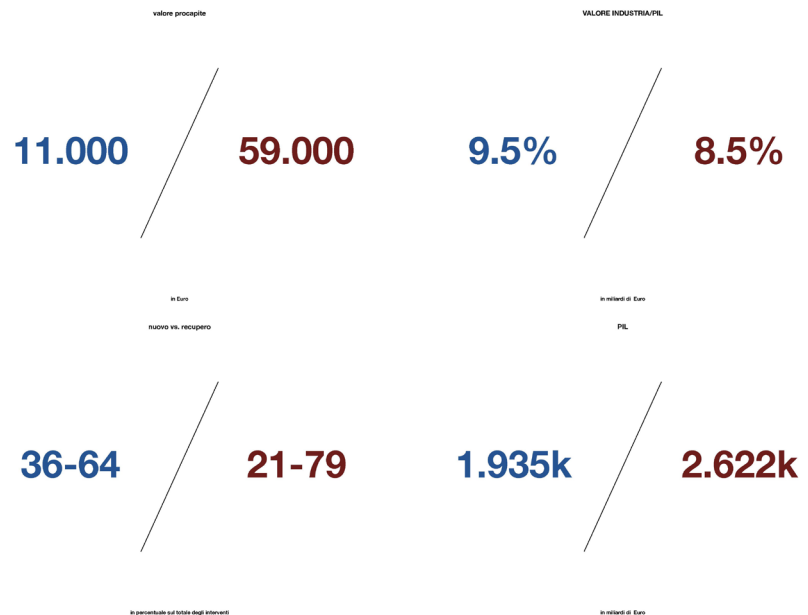 valore procapite
11.000
59.000
in Euro
VALORE INDUSTRIA/PIL
9.5%
8.5%
in miliardi di Euro
nuovo vs. recupero
36-64
21-79
in percentuale sul totale degli interventi
PIL
1.935k
2.622k
in miliardi di Euro